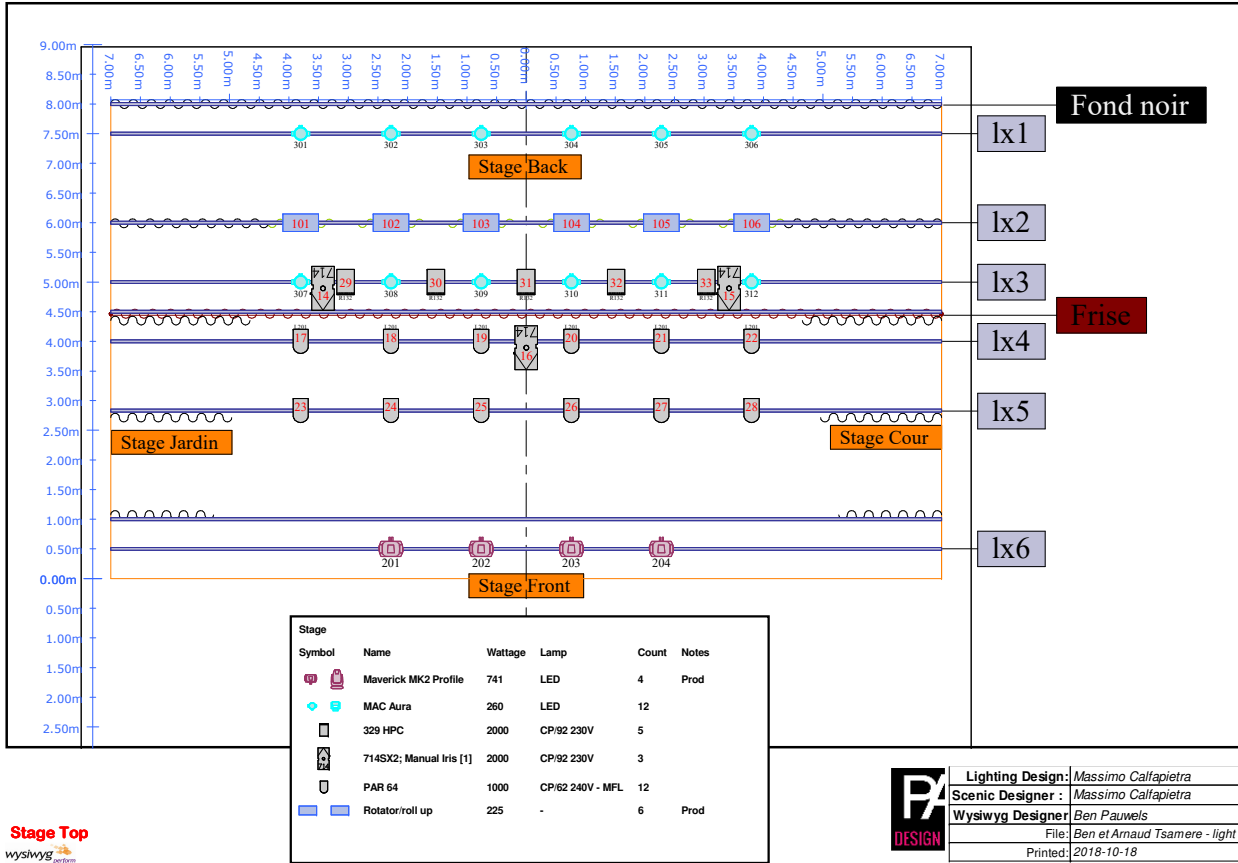 9.00m
8.50m
8.00m
7.50m
7.00m
6.50m
6.00m
5.50m
5.00m
4.50m
4.00m
3.50m
3.00m
2.50m
2.00m
1.50m
1.00m
0.50m
0.00m
0.50m
1.00m
1.50m
2.00m
2.50m
7.00m
6.50m
6.00m
5.50m
5.00m
4.50m
4.00m
3.50m
3.00m
2.50m
2.00m
1.50m
1.00m
0.50m
0.00m
0.50m
1.00m
1.50m
2.00m
2.50m
3.00m
3.50m
4.00m
4.50m
5.00m
5.50m
6.00m
6.50m
7.00m
Fond noir
301 302 303 304 305 306
lx1
Stage Back
101 102 103 104 105 106
lx2
714 714
29 30 31 32 33
14 15
307 308 309 310 311 312
R132 R132 R132 R132 R132
lx3
Frise
L201 L201 L201 L201 L201 L201
714
17 18 19 20 21 22
16
lx4
23 24 25 26 27 28
lx5
Stage Jardin
Stage Cour
201 202 203 204
lx6
Stage Front
Stage
Symbol Name Wattage Lamp Count Notes
Maverick MK2 Profile 741 LED 4 Prod
MAC Aura 260 LED 12
329 HPC 2000 CP/92 230V 5
714 714SX2; Manual Iris [1] 2000 CP/92 230V 3
PAR 64 1000 CP/62 240V - MFL 12
Rotator/roll up 225 - 6 Prod
Stage Top
wysiwyg
perform
PA
DESIGN
Lighting Design: Massimo Calfapietra
Scenic Designer : Massimo Calfapietra
Wysiwyg Designer Ben Pauwels
File: Ben et Arnaud Tsamere - light
Printed: 2018-10-18